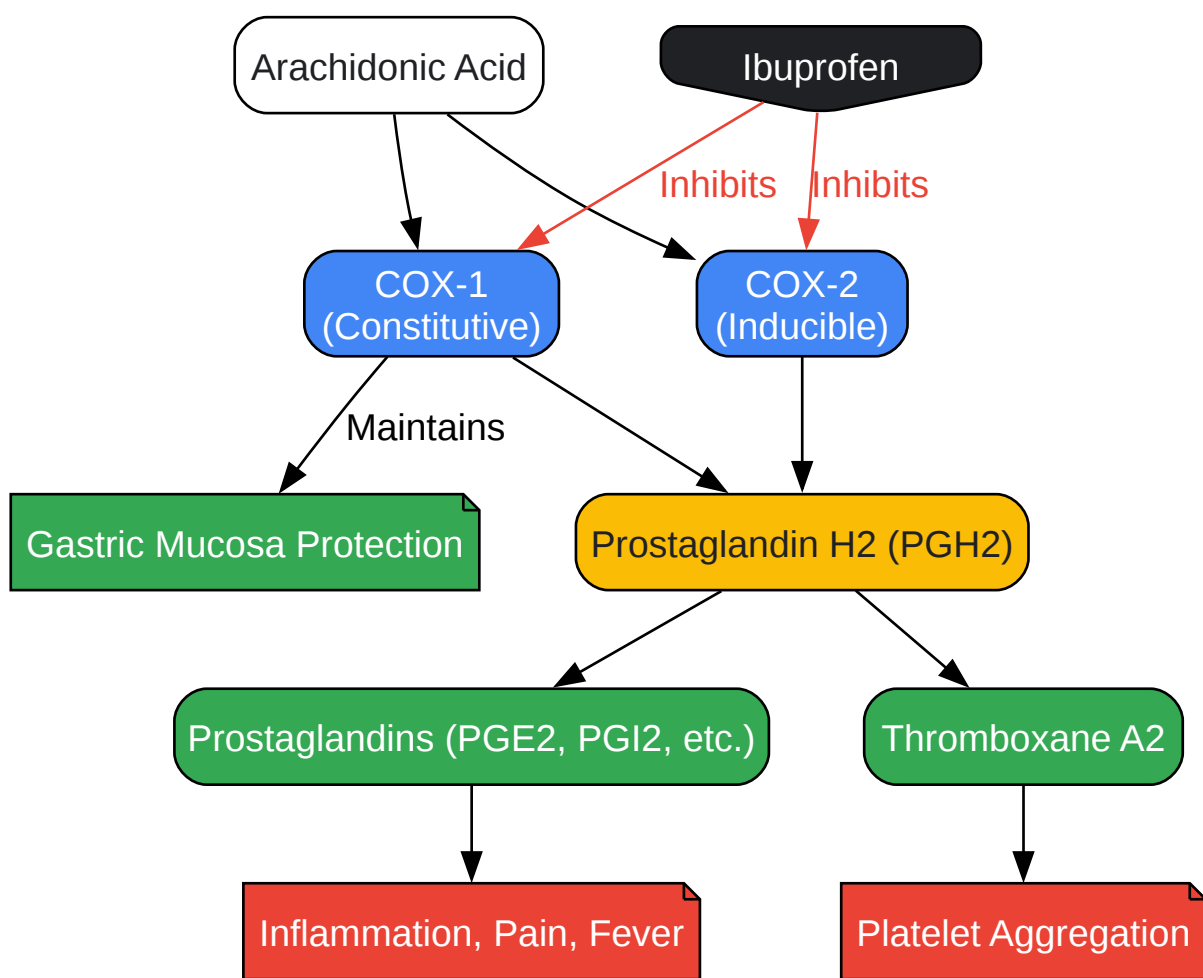 Arachidonic Acid
Ibuprofen
Inhibits
Inhibits
COX-1
(Constitutive)
COX-2
(Inducible)
Maintains
Gastric Mucosa Protection
Prostaglandin H2 (PGH2)
Prostaglandins (PGE2, PGI2, etc.)
Thromboxane A2
Inflammation, Pain, Fever
Platelet Aggregation